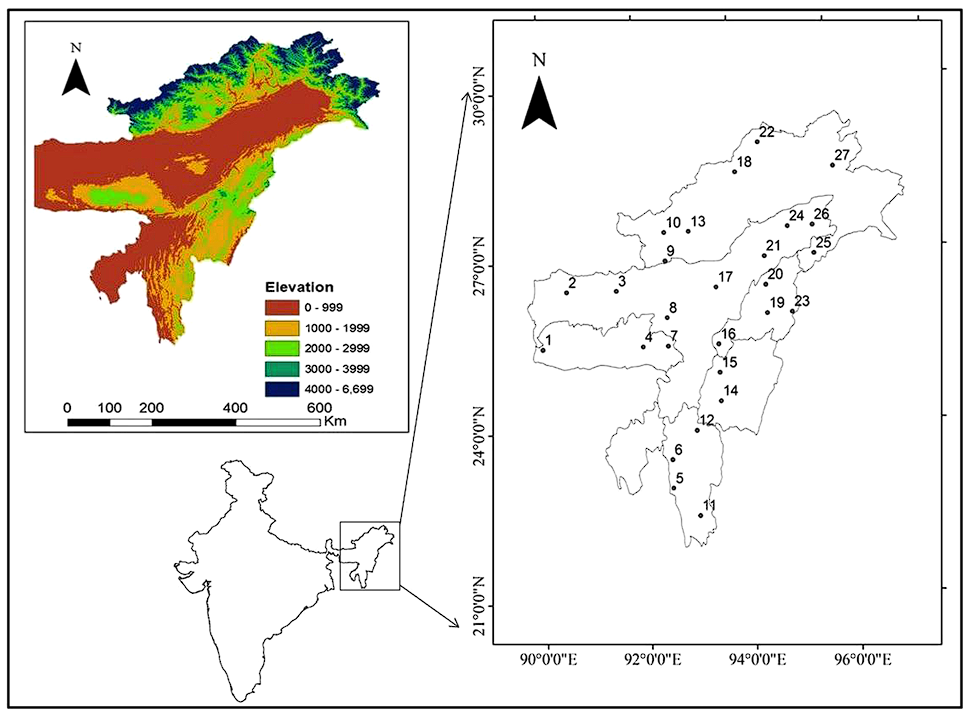 N
Elevation
0 - 999
1000 - 1999
2000 - 2999
3000 - 3999
4000 - 6,699
0 100 200 400 600
Km
N
30°0'0"N
27°0'0"N
24°0'0"N
21°0'0"N
22
27
18
10 13
24 26
9
21
25
2 3
17
20
8
19 23
1
4 7
16
15
14
12
6
5
11
90°0'0"E 92°0'0"E 94°0'0"E 96°0'0"E